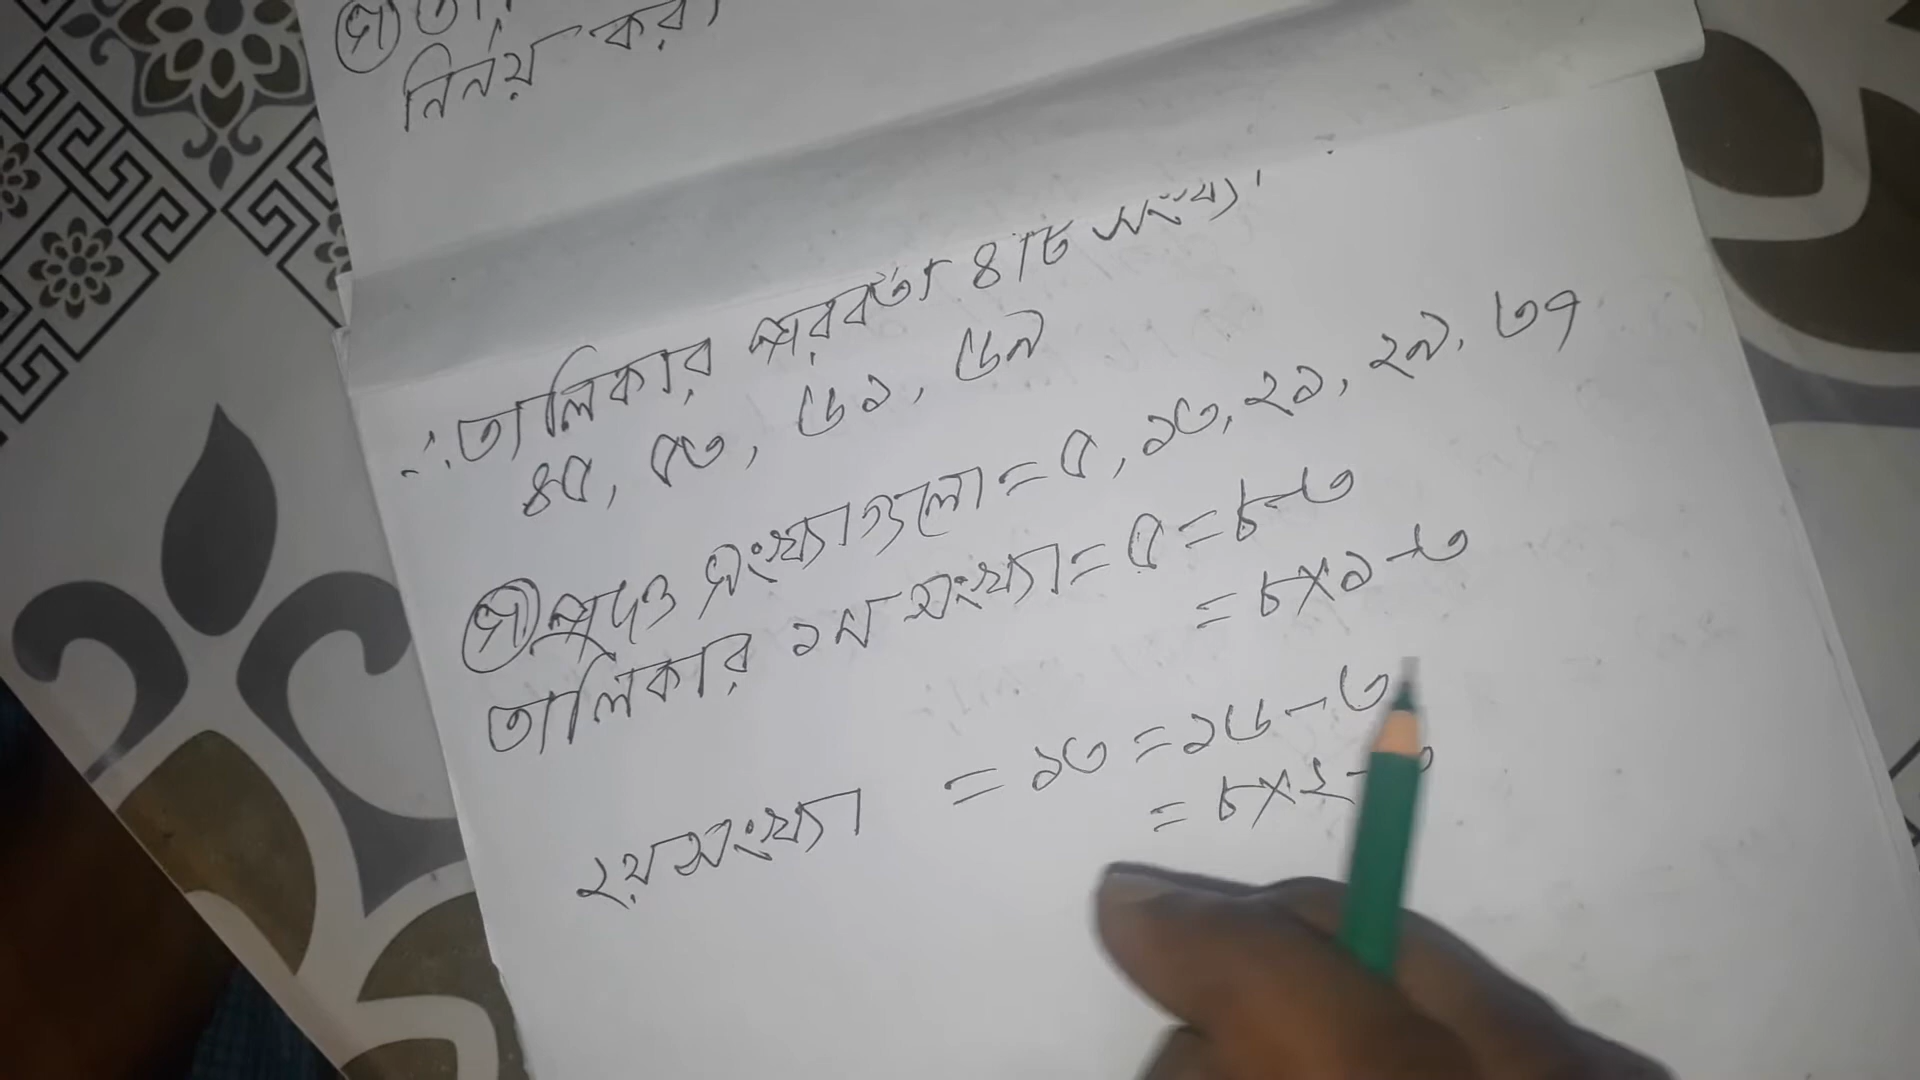 নির্নয় কর।
∴ তালিকার পরবর্তী ৪টি সংখ্যা
৪৫, ৫৩, ৬১, ৬৯
গ প্রদত্ত সংখ্যাগুলো = ৫, ১৩, ২১, ২৯, ৩৭
তালিকার ১ম সংখ্যা = ৫ = ৮-৩
= ৮×১-৩
২য় সংখ্যা = ১৩ = ১৬-৩
= ৮×২-৩